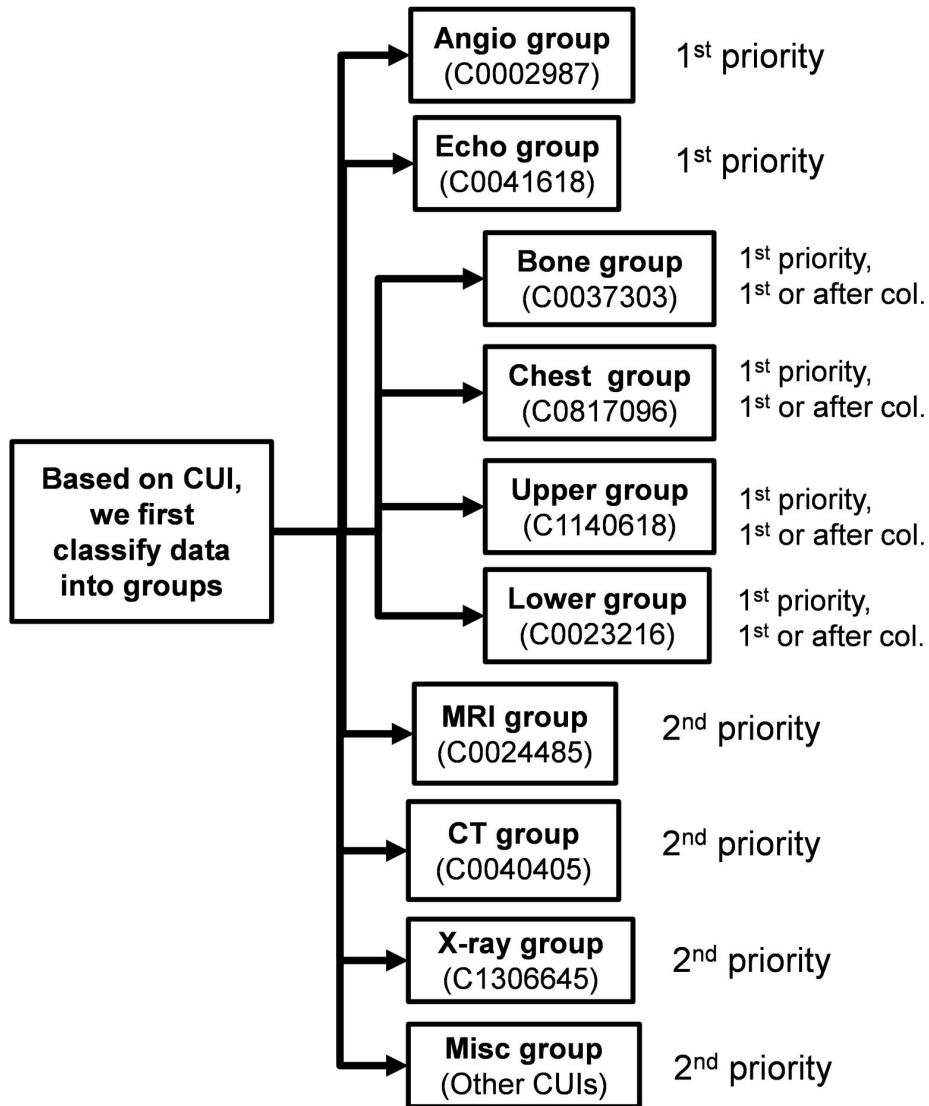 Angio group
(C0002987)
1st priority
Echo group
(C0041618)
1st priority
Bone group
(C0037303)
1st priority,
1st or after col.
Chest group
(C0817096)
1st priority,
1st or after col.
Based on CUI,
we first
classify data
into groups
Upper group
(C1140618)
1st priority,
1st or after col.
Lower group
(C0023216)
1st priority,
1st or after col.
MRI group
(C0024485)
2nd priority
CT group
(C0040405)
2nd priority
X-ray group
(C1306645)
2nd priority
Misc group
(Other CUIs)
2nd priority